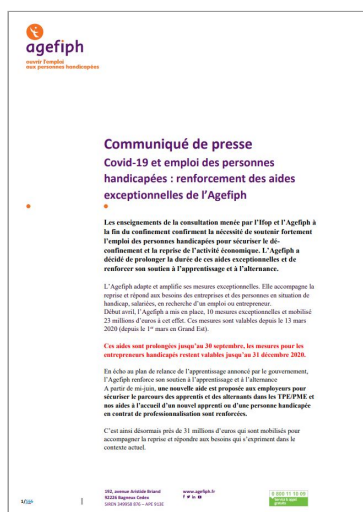 agefiph
ouvrir l'emploi
aux personnes handicapées
Communiqué de presse
Covid-19 et emploi des personnes
handicapées : renforcement des aides
exceptionnelles de l'Agefiph
Les enseignements de la consultation menée par l'Ifop et l'Agefiph à
la fin du confinement confirment la nécessité de soutenir fortement
l'emploi des personnes handicapées pour sécuriser le dé-
confinement et la reprise de l'activité économique. L'Agefiph a
décidé de prolonger la durée de ces aides exceptionnelles et de
renforcer son soutien à l'apprentissage et à l'alternance.
L'Agefiph adapte et amplifie ses mesures exceptionnelles. Elle accompagne la
reprise et répond aux besoins des entreprises et des personnes en situation de
handicap, salariées, en recherche d'un emploi ou entrepreneur.
Début avril, l'Agefiph a mis en place, 10 mesures exceptionnelles et mobilisé
23 millions d'euros à cet effet. Ces mesures sont valables depuis le 13 mars
2020 (depuis le 1er mars en Grand Est).
Ces aides sont prolongées jusqu'au 30 septembre, les mesures pour les
entrepreneurs handicapés restent valables jusqu'au 31 décembre 2020.
En écho au plan de relance de l'apprentissage annoncé par le gouvernement,
l'Agefiph renforce son soutien à l'apprentissage et à l'alternance
A partir de mi-juin, une nouvelle aide est proposée aux employeurs pour
sécuriser le parcours des apprentis et des alternants dans les TPE/PME et
nos aides à l'accueil d'un nouvel apprenti ou d'une personne handicapée
en contrat de professionnalisation sont renforcées.
C'est ainsi désormais près de 31 millions d'euros qui sont mobilisés pour
accompagner la reprise et répondre aux besoins qui s'expriment dans le
contexte actuel.
192, avenue Aristide Briand
92226 Bagneux Cedex
www.agefiph.fr
0 800 11 10 09